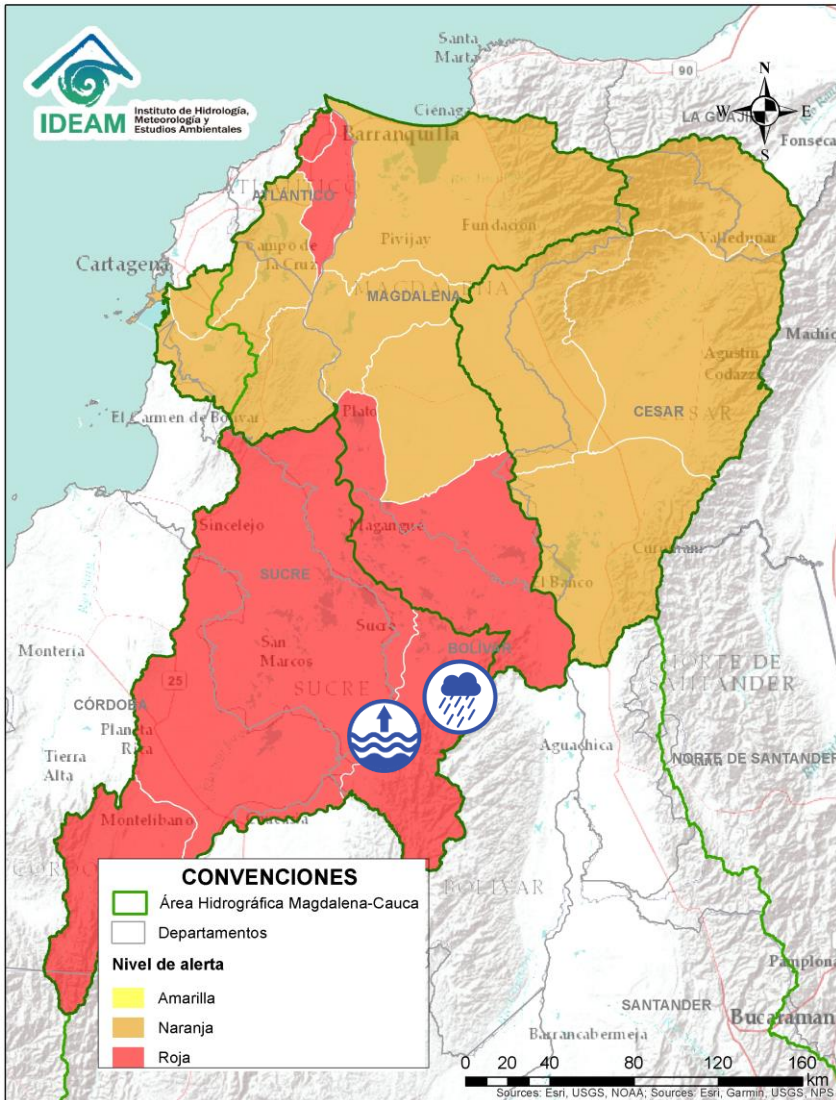 IDEAM
Instituto de Hidrología,
Meteorología y
Estudios Ambientales
Santa
Marta
90
N
W
E
S
Ciénaga
LA GUAJIR
Fonseca
Barranquilla
ATLÁNTICO
Fundación
Valledupar
Pivijay
Campo de
la Cruz
Cartagena
MAGDALENA
Agustín
Codazzi
CESAR
El Carmen de Bolívar
Plato
Sincelejo
Magangué
SUCRE
El Banco
Sucre
San
Marcos
BOLÍVAR
Montería
SUCRE
NORTE DE
SANTANDER
25
CÓRDOBA
Planeta
Rica
Tierra
Alta
Aguachica
NORTE DE SANTANDER
Montelíbano
BOLÍVAR
CONVENCIONES
Área Hidrográfica Magdalena-Cauca
Departamentos
Nivel de alerta
Amarilla
Naranja
Roja
Pamplona
SANTANDER
Bucaraman
Barrancabermeja
0 20 40 80 120 160
km
Sources: Esri, USGS, NOAA; Sources: Esri, Garmin, USGS, NPS